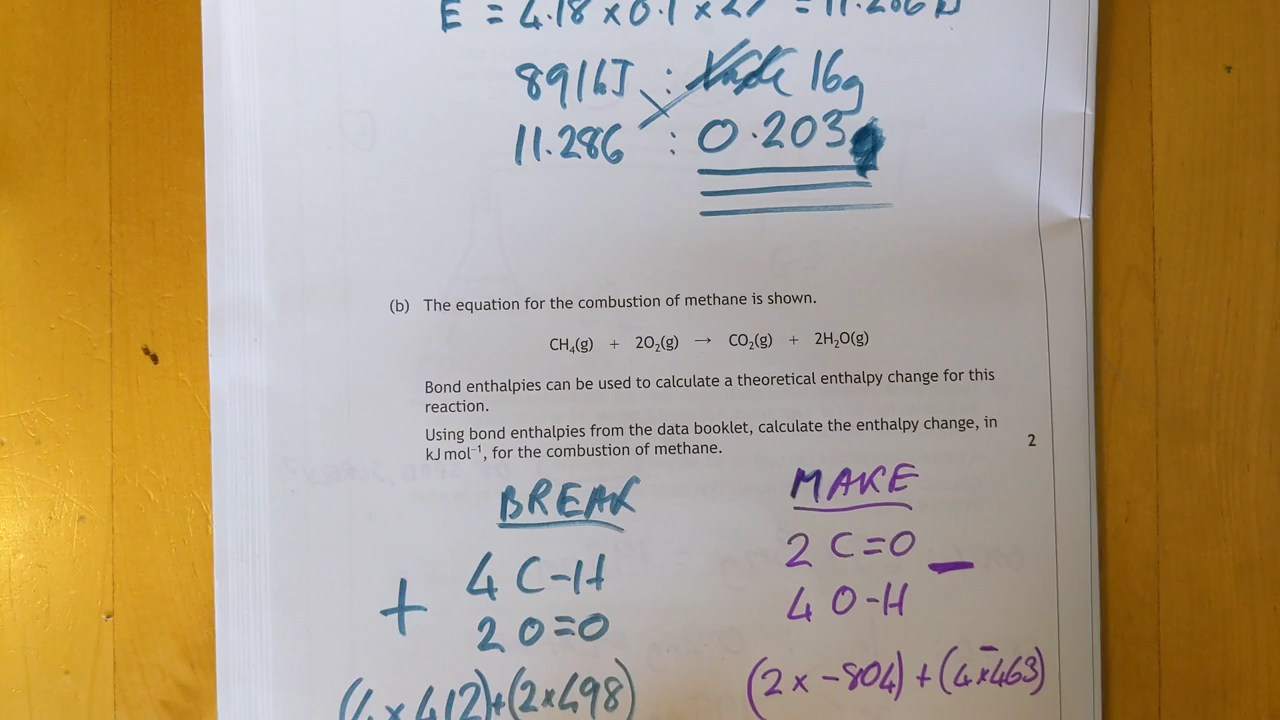 E = 4.18 x 0.1 x 27 = 11.286 kJ
891kJ : 16g
11.286 : 0.203g
(b) The equation for the combustion of methane is shown.
CH₄(g) + 2O₂(g) → CO₂(g) + 2H₂O(g)
Bond enthalpies can be used to calculate a theoretical enthalpy change for this
reaction.
Using bond enthalpies from the data booklet, calculate the enthalpy change, in
kJ mol⁻¹, for the combustion of methane.
2
BREAK
+ 4 C-H
2 O=O
(4 x 412)+(2x498)
MAKE
2 C=O −
4 O-H
(2 x -804) + (4x-463)